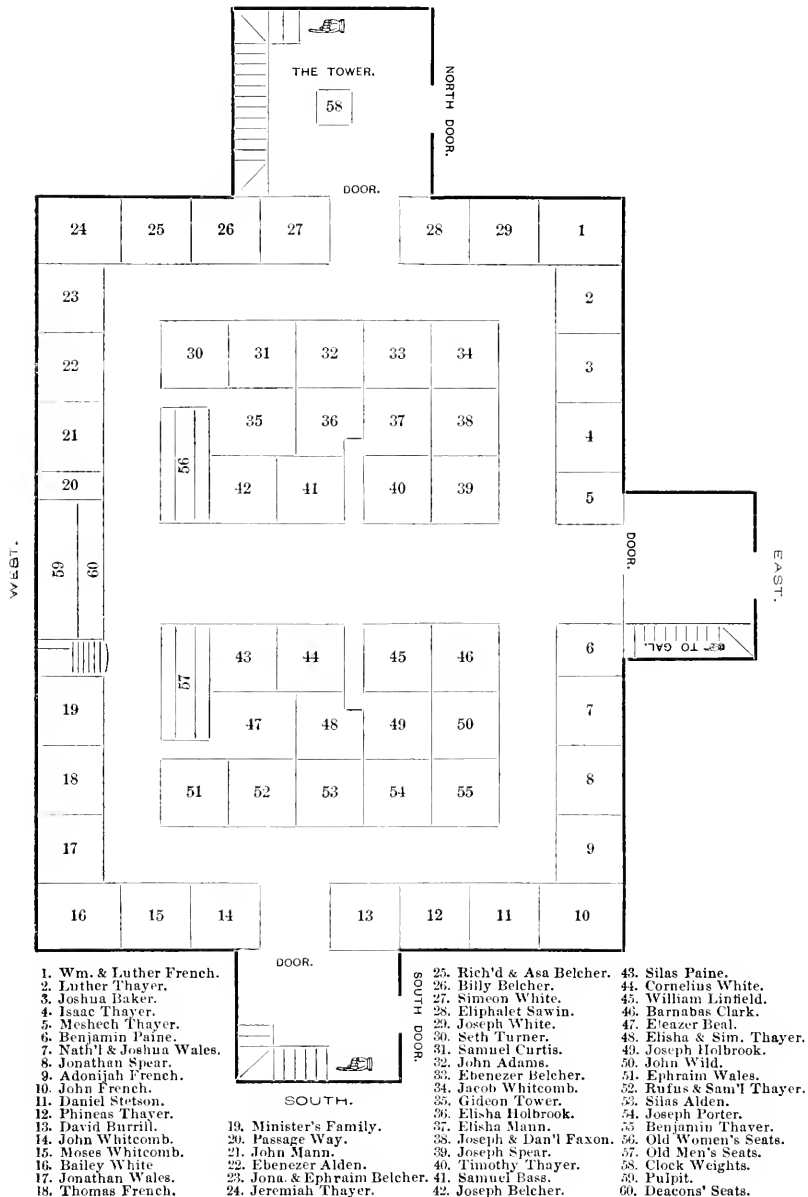 THE TOWER.
58
NORTH DOOR.
DOOR.
24 25 26 27 28 29 1
23 2
30 31 32 33 34
22 3
35 36 37 38
21 4
56
42 41 40 39
20 5
WEST.
59 60
DOOR.
EAST.
6
TO GAL.
43 44 45 46
57
19 7
47 48 49 50
18 8
51 52 53 54 55
17 9
16 15 14 13 12 11 10
DOOR.
SOUTH DOOR.
SOUTH.
1. Wm. & Luther French.
2. Luther Thayer.
3. Joshua Baker.
4. Isaac Thayer.
5. Meshech Thayer.
6. Benjamin Paine.
7. Nath'l & Joshua Wales.
8. Jonathan Spear.
9. Adonijah French.
10. John French.
11. Daniel Stetson.
12. Phineas Thayer.
13. David Burrill.
14. John Whitcomb.
15. Moses Whitcomb.
16. Bailey White
17. Jonathan Wales.
18. Thomas French.
19. Minister's Family.
20. Passage Way.
21. John Mann.
22. Ebenezer Alden.
23. Jona. & Ephraim Belcher.
24. Jeremiah Thayer.
25. Rich'd & Asa Belcher.
26. Billy Belcher.
27. Simeon White.
28. Eliphalet Sawin.
29. Joseph White.
30. Seth Turner.
31. Samuel Curtis.
32. John Adams.
33. Ebenezer Belcher.
34. Jacob Whitcomb.
35. Gideon Tower.
36. Elisha Holbrook.
37. Elisha Mann.
38. Joseph & Dan'l Faxon.
39. Joseph Spear.
40. Timothy Thayer.
41. Samuel Bass.
42. Joseph Belcher.
43. Silas Paine.
44. Cornelius White.
45. William Linfield.
46. Barnabas Clark.
47. Eleazer Beal.
48. Elisha & Sim. Thayer.
49. Joseph Holbrook.
50. John Wild.
51. Ephraim Wales.
52. Rufus & Sam'l Thayer.
53. Silas Alden.
54. Joseph Porter.
55 Benjamin Thayer.
56. Old Women's Seats.
57. Old Men's Seats.
58. Clock Weights.
59. Pulpit.
60. Deacons' Seats.